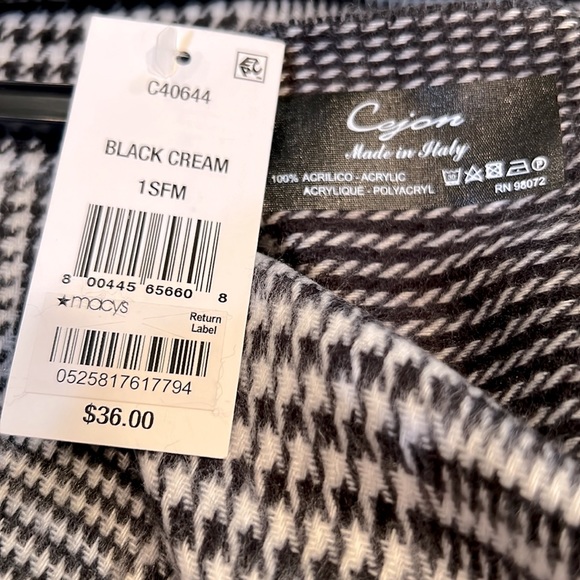 C40644
BLACK CREAM
1SFM
8 00445 65660 8
★macys
Return
Label
0525817617794
$36.00
Cejon
Made in Italy
100% ACRILICO - ACRYLIC
ACRYLIQUE - POLYACRYL
RN 98072